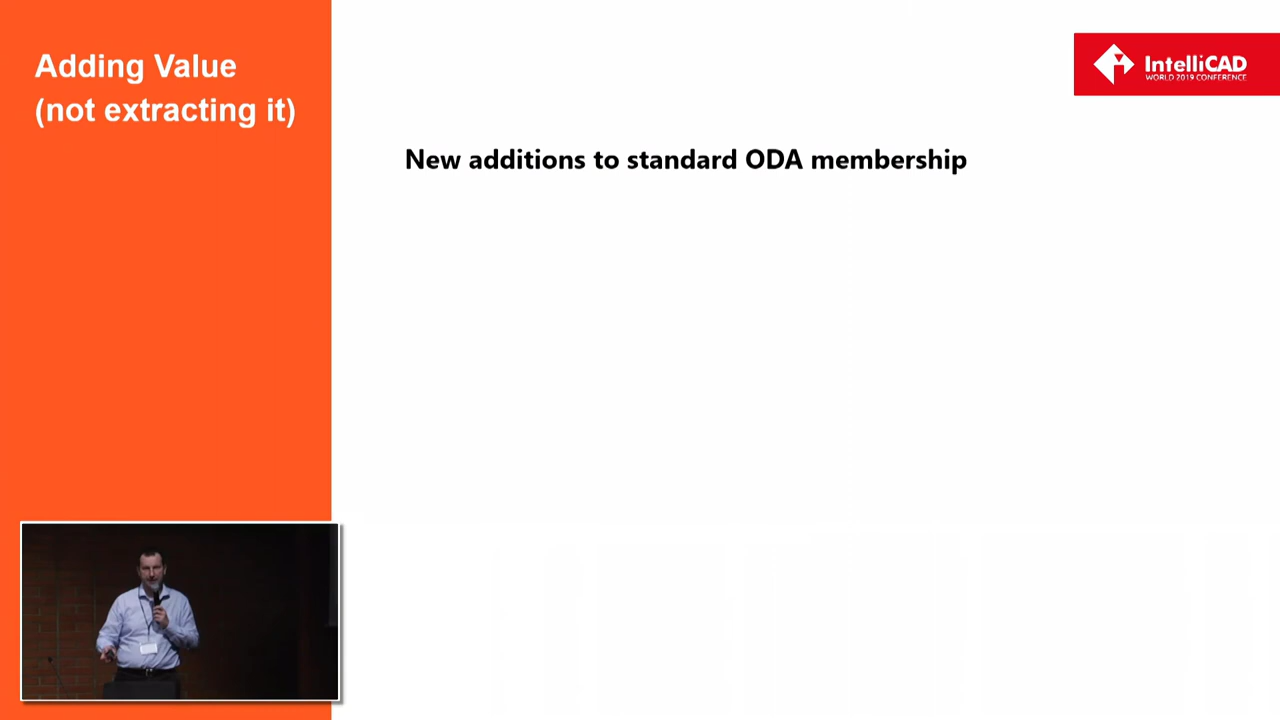 Adding Value
(not extracting it)
IntelliCAD
WORLD 2019 CONFERENCE
New additions to standard ODA membership